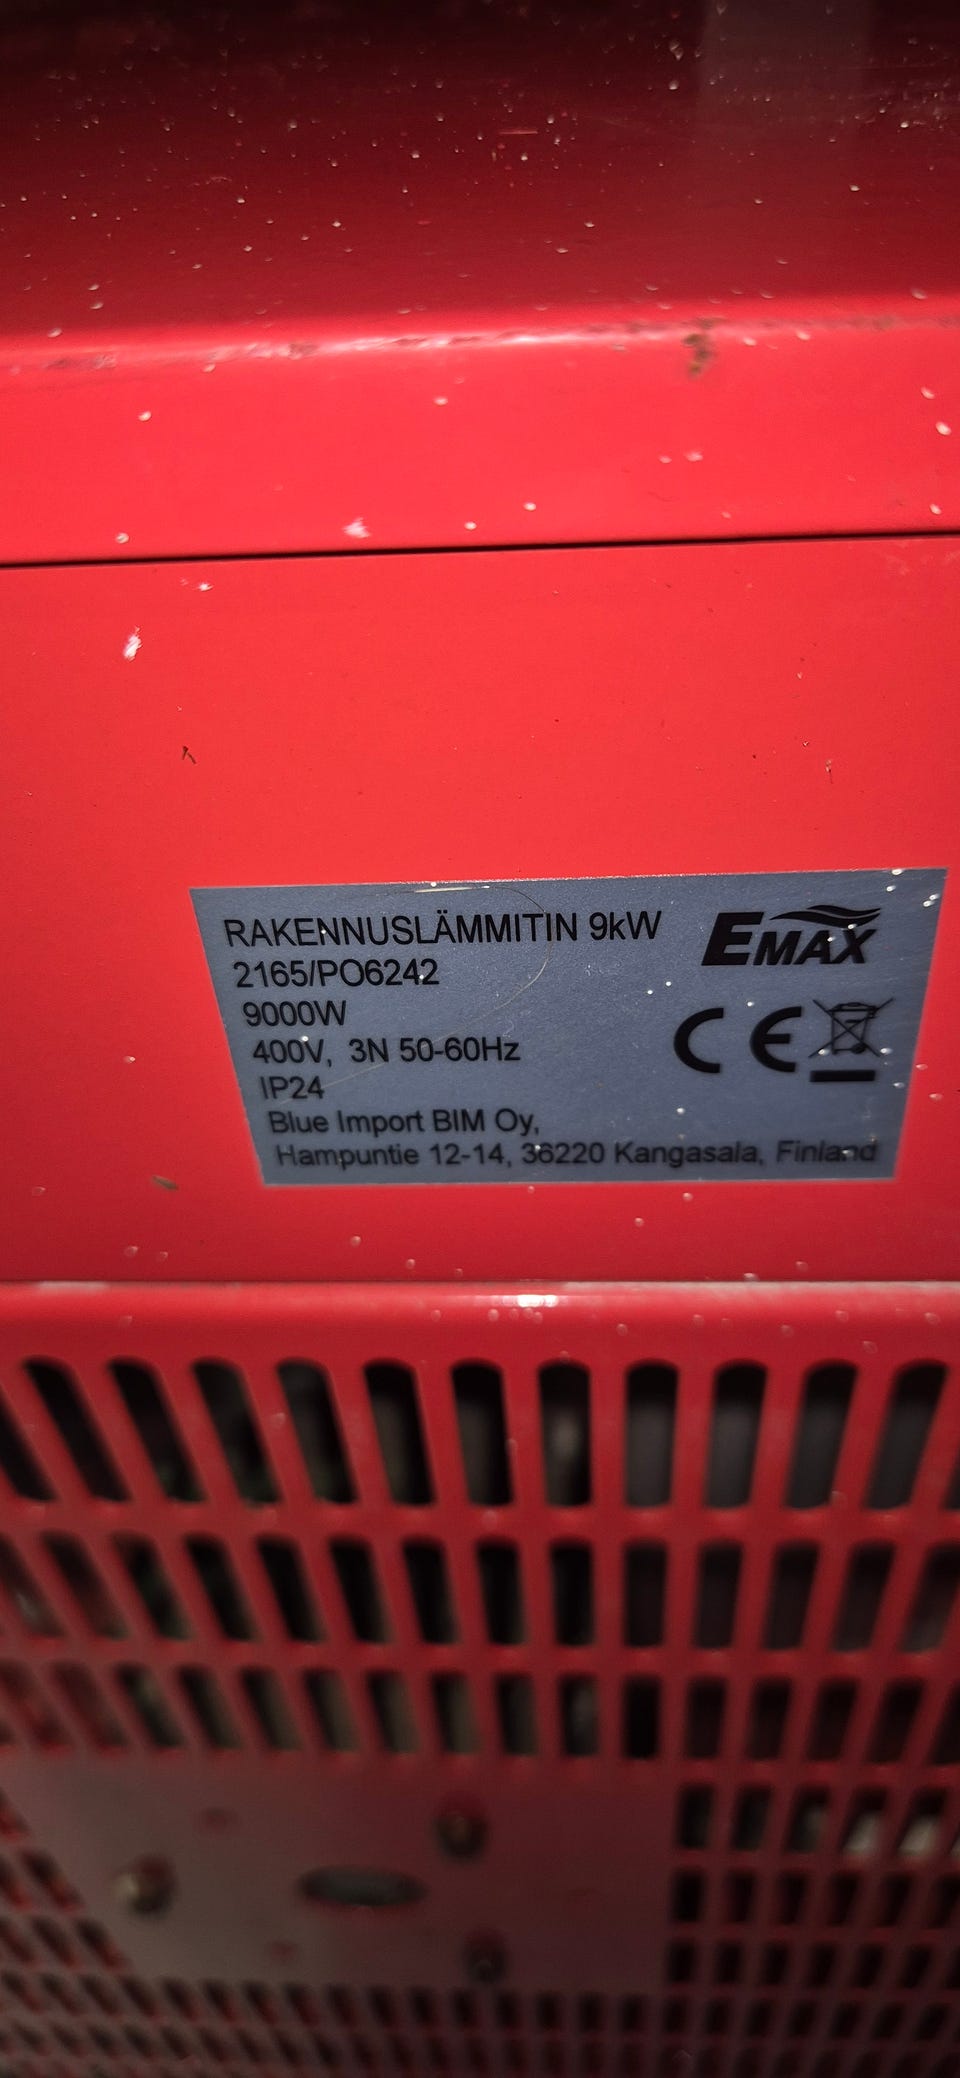 RAKENNUSLÄMMITIN 9kW
EMAX
2165/PO6242
9000W
400V, 3N 50-60Hz
CE
IP24
Blue Import BIM Oy,
Hampuntie 12-14, 36220 Kangasala, Finland